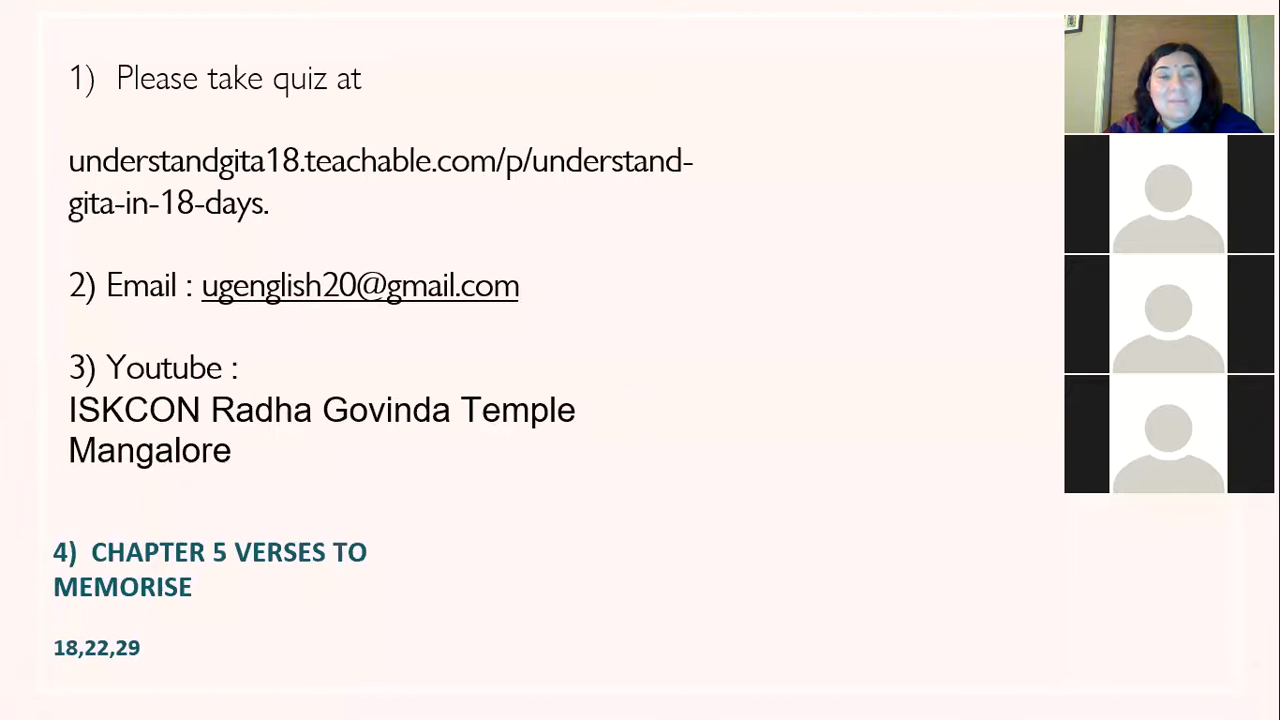 1) Please take quiz at
understandgita18.teachable.com/p/understand-
gita-in-18-days.
2) Email : ugenglish20@gmail.com
3) Youtube :
ISKCON Radha Govinda Temple
Mangalore
4) CHAPTER 5 VERSES TO
MEMORISE
18,22,29